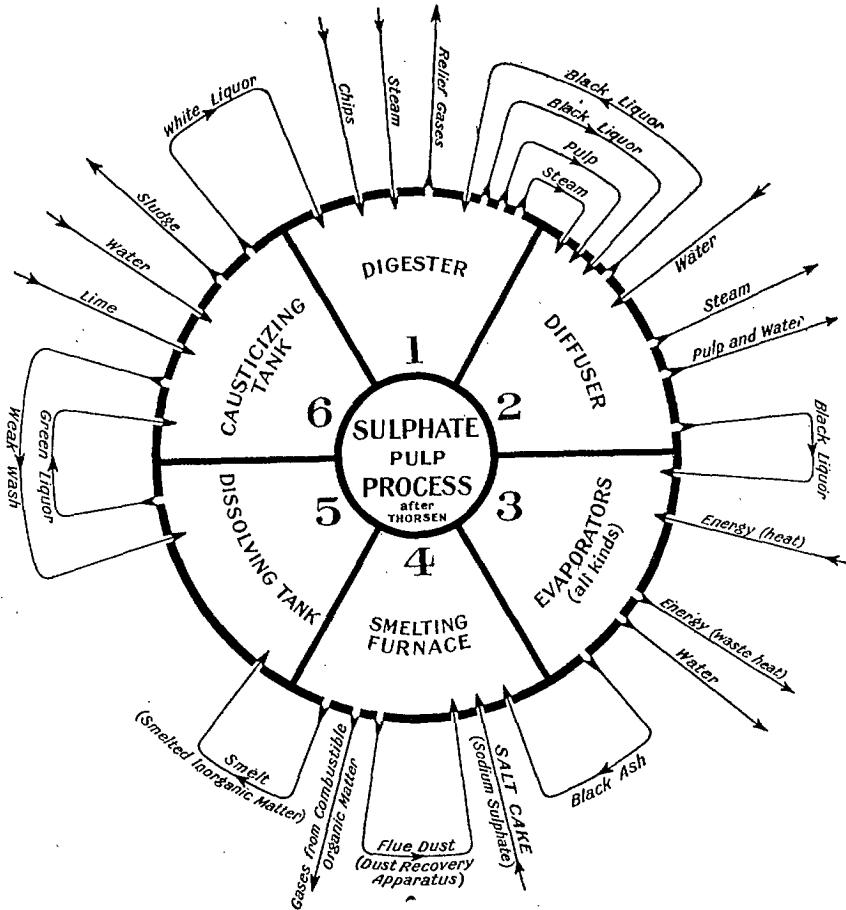 SULPHATE
PULP
PROCESS
after
THORSEN
1
DIGESTER
2
DIFFUSER
3
EVAPORATORS
(all kinds)
4
SMELTING
FURNACE
5
DISSOLVING TANK
6
CAUSTICIZING
TANK
White Liquor
Chips
Steam
Relief Gases
Black Liquor
Black Liquor
Pulp
Steam
Water
Steam
Pulp and Water
Black Liquor
Energy (heat)
Energy (waste heat)
Water
Black Ash
SALT CAKE
(Sodium Sulphate)
Flue Dust
(Dust Recovery
Apparatus)
Gases from Combustible
Organic Matter
Smelt
(Smelted Inorganic Matter)
Weak Wash
Green Liquor
Lime
Water
Sludge